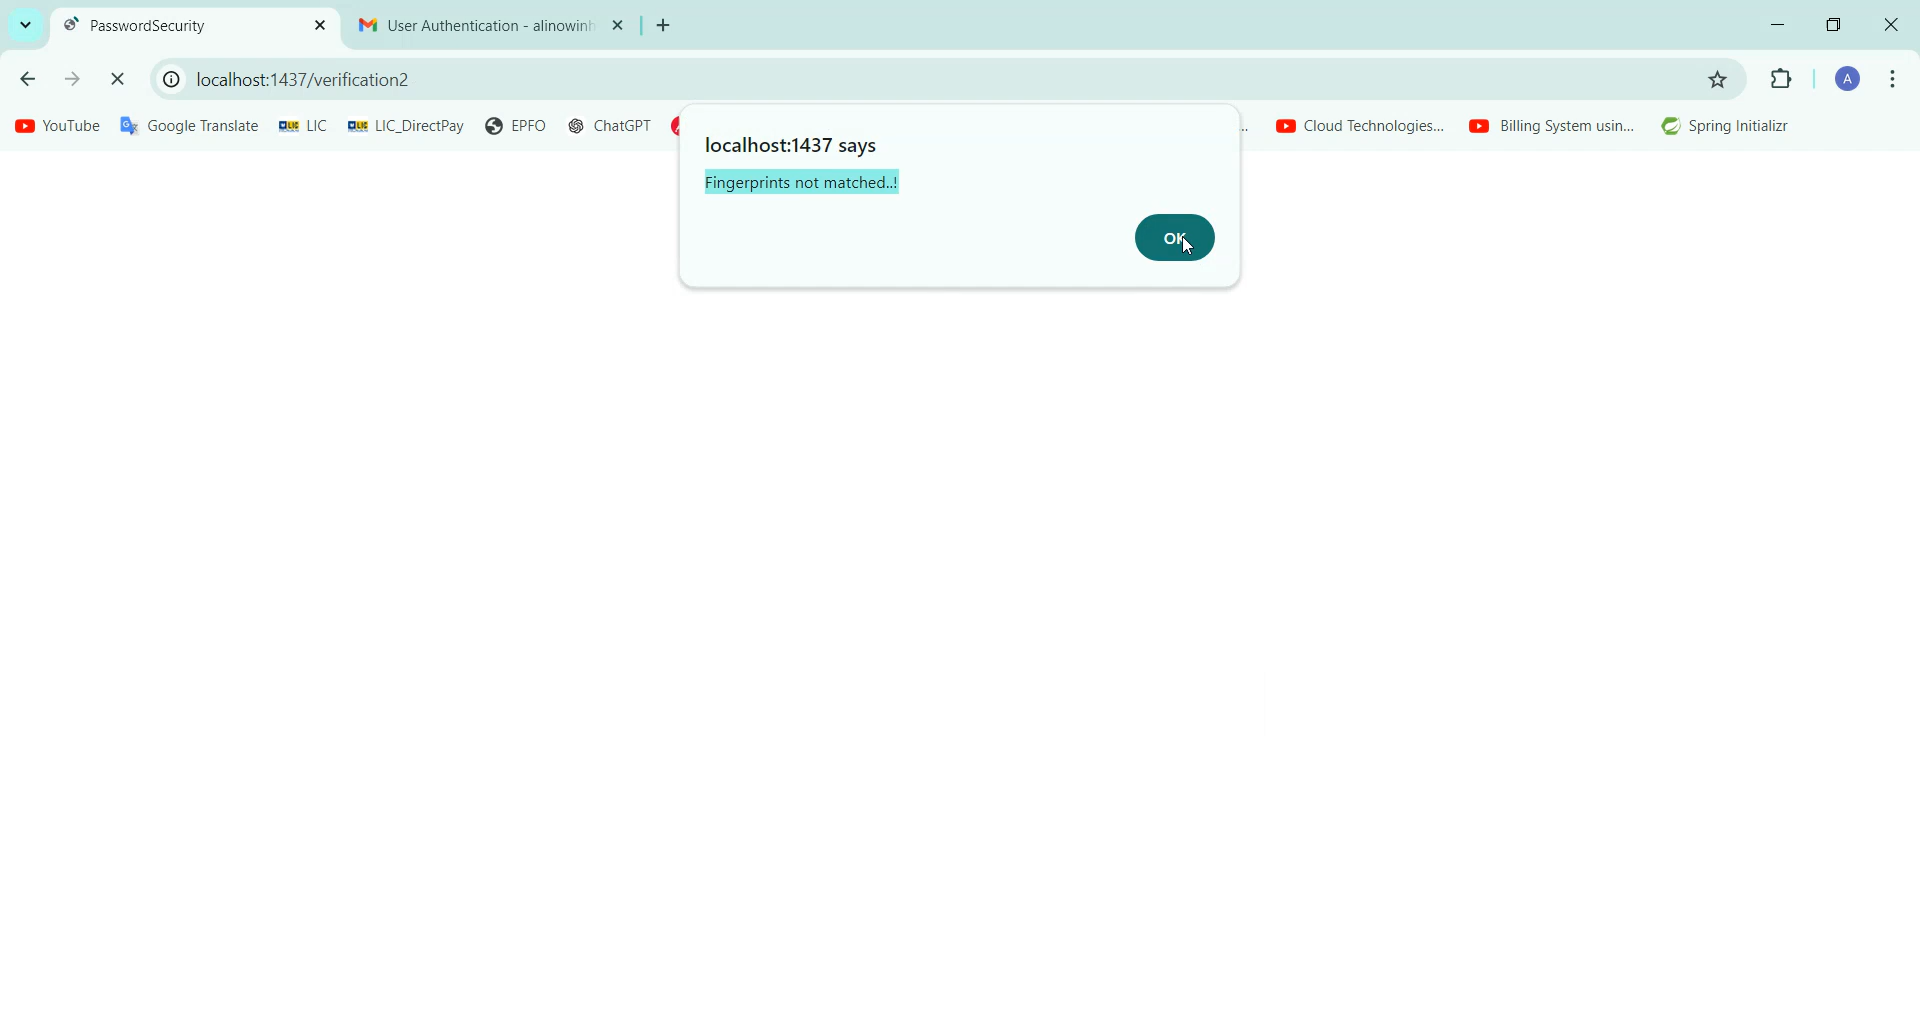 PasswordSecurity
User Authentication - alinowin
localhost:1437/verification2
A
YouTube
Google Translate
LIC
LIC_DirectPay
EPFO
ChatGPT
..
Cloud Technologies...
Billing System usin...
Spring Initializr
localhost:1437 says
Fingerprints not matched..!
OK